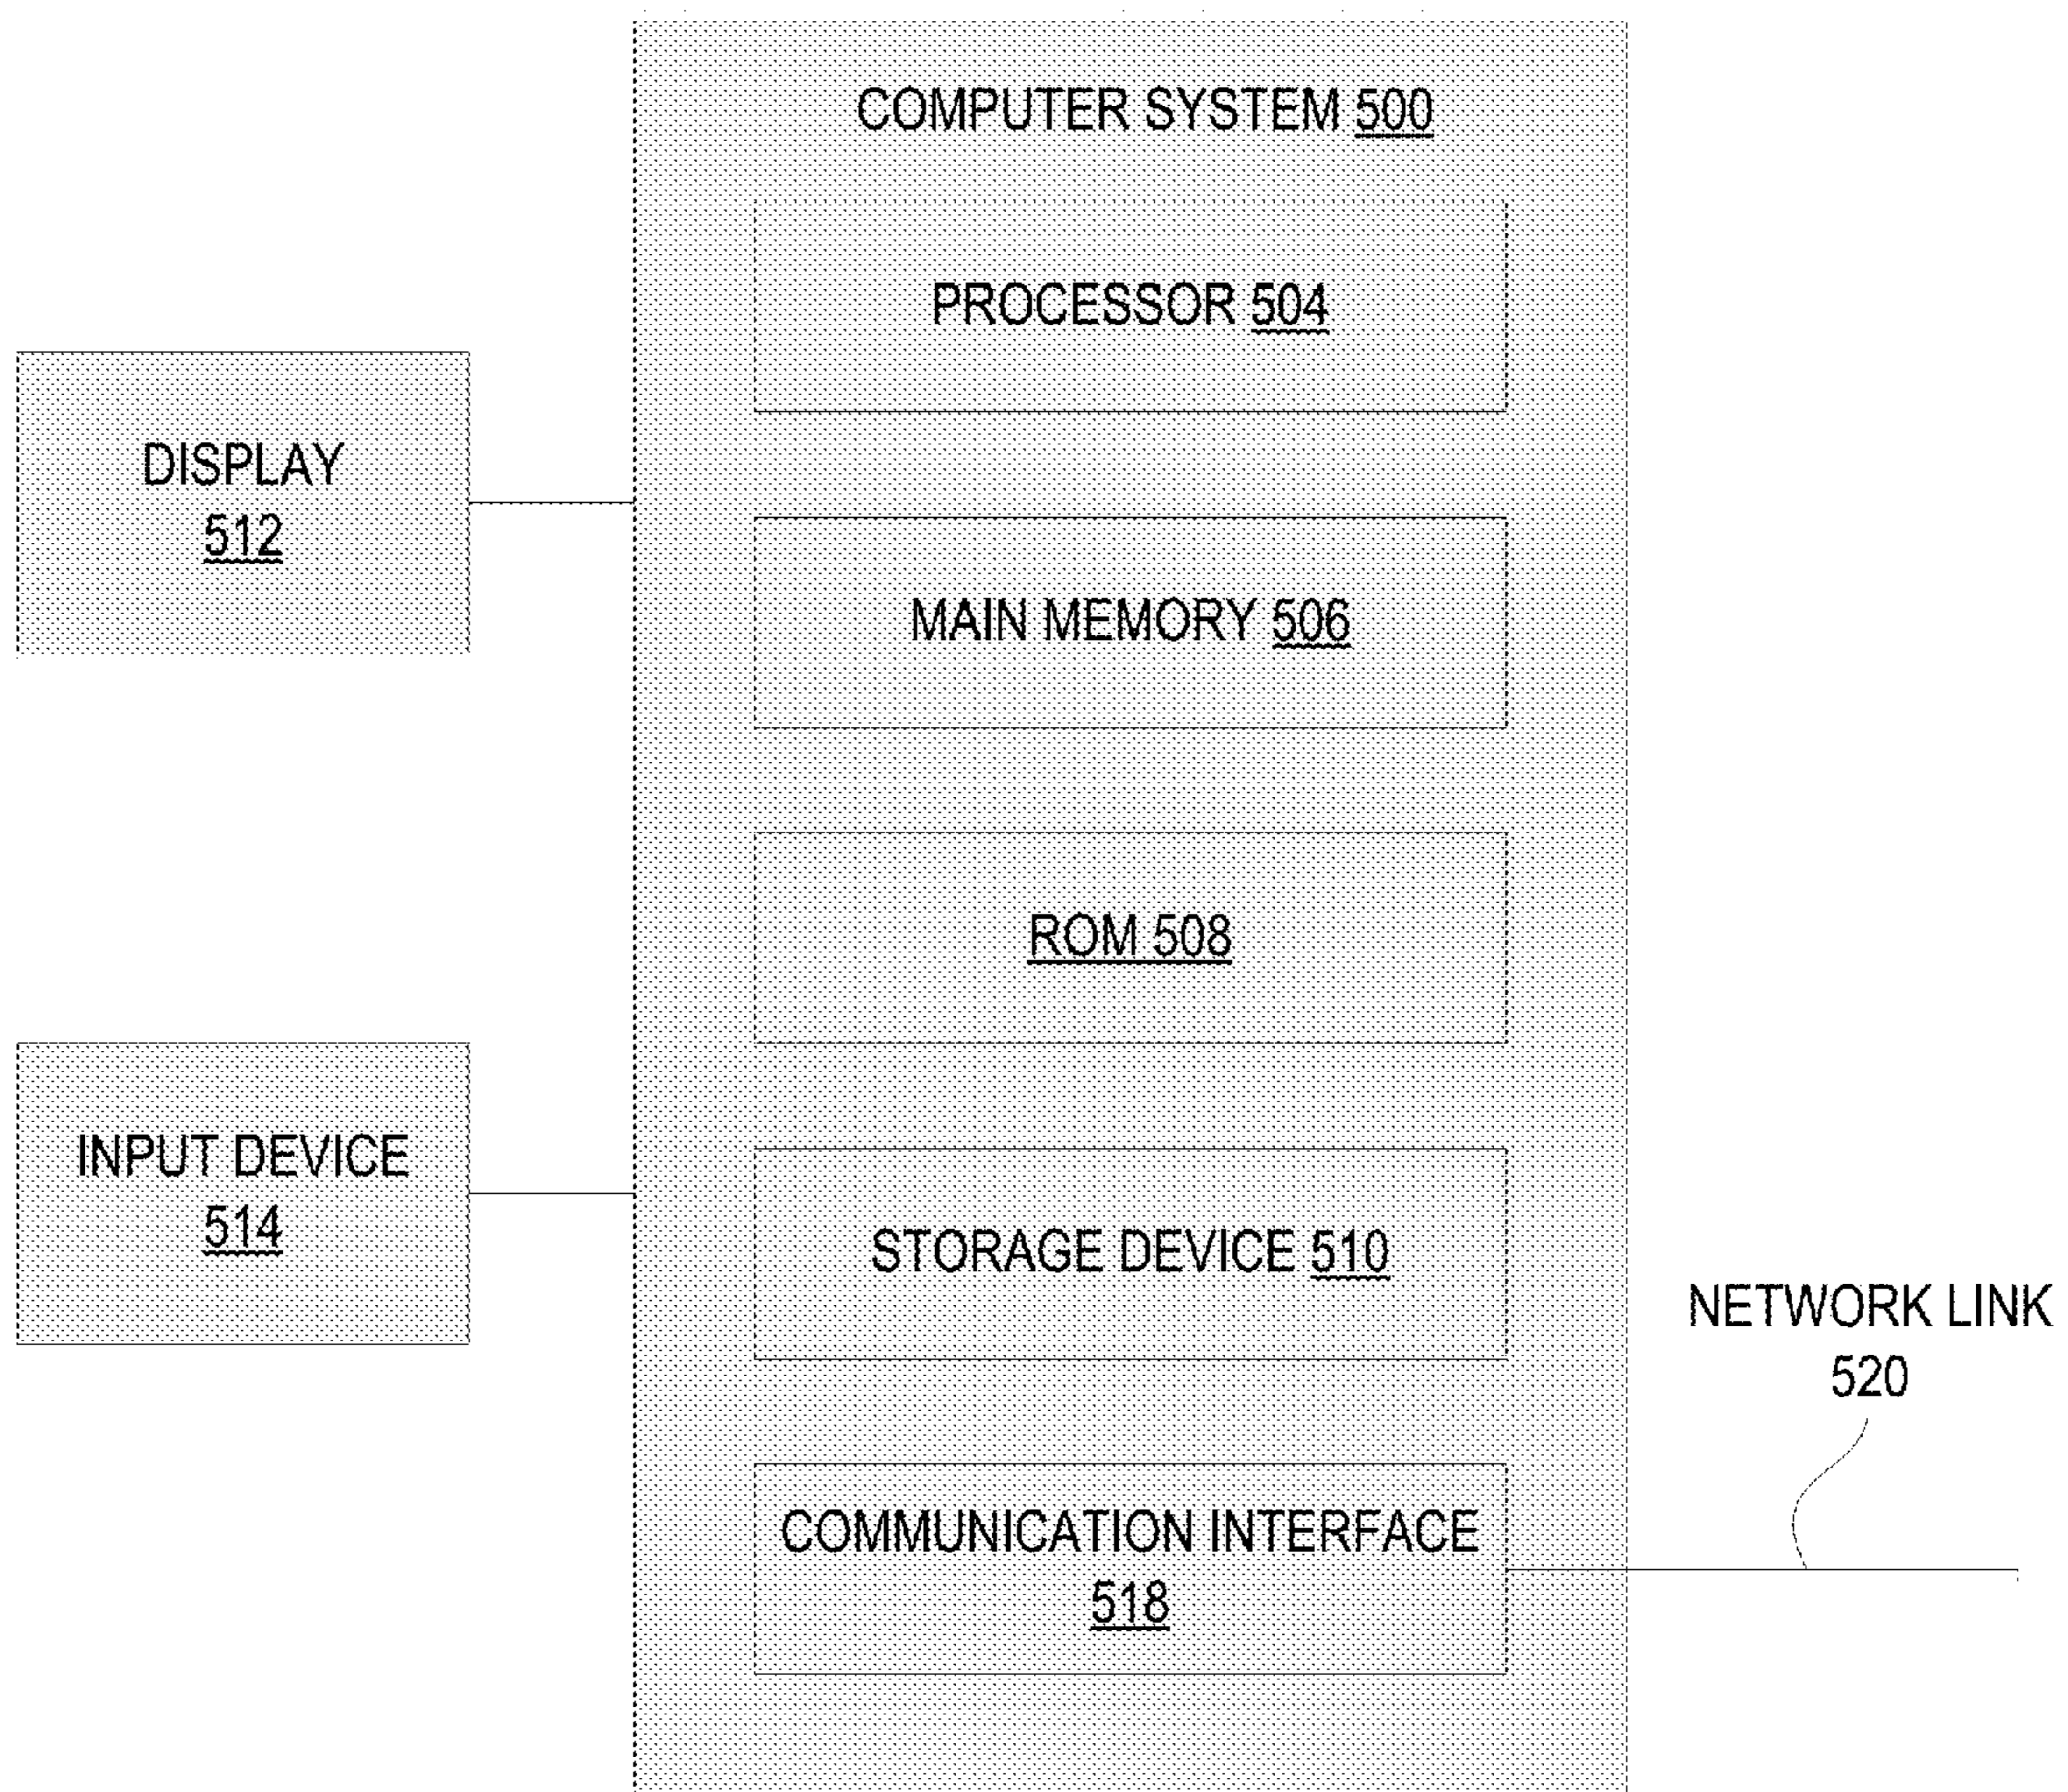 COMPUTER SYSTEM 500
PROCESSOR 504
DISPLAY
512
MAIN MEMORY 506
ROM 508
INPUT DEVICE
514
STORAGE DEVICE 510
NETWORK LINK
520
COMMUNICATION INTERFACE
518